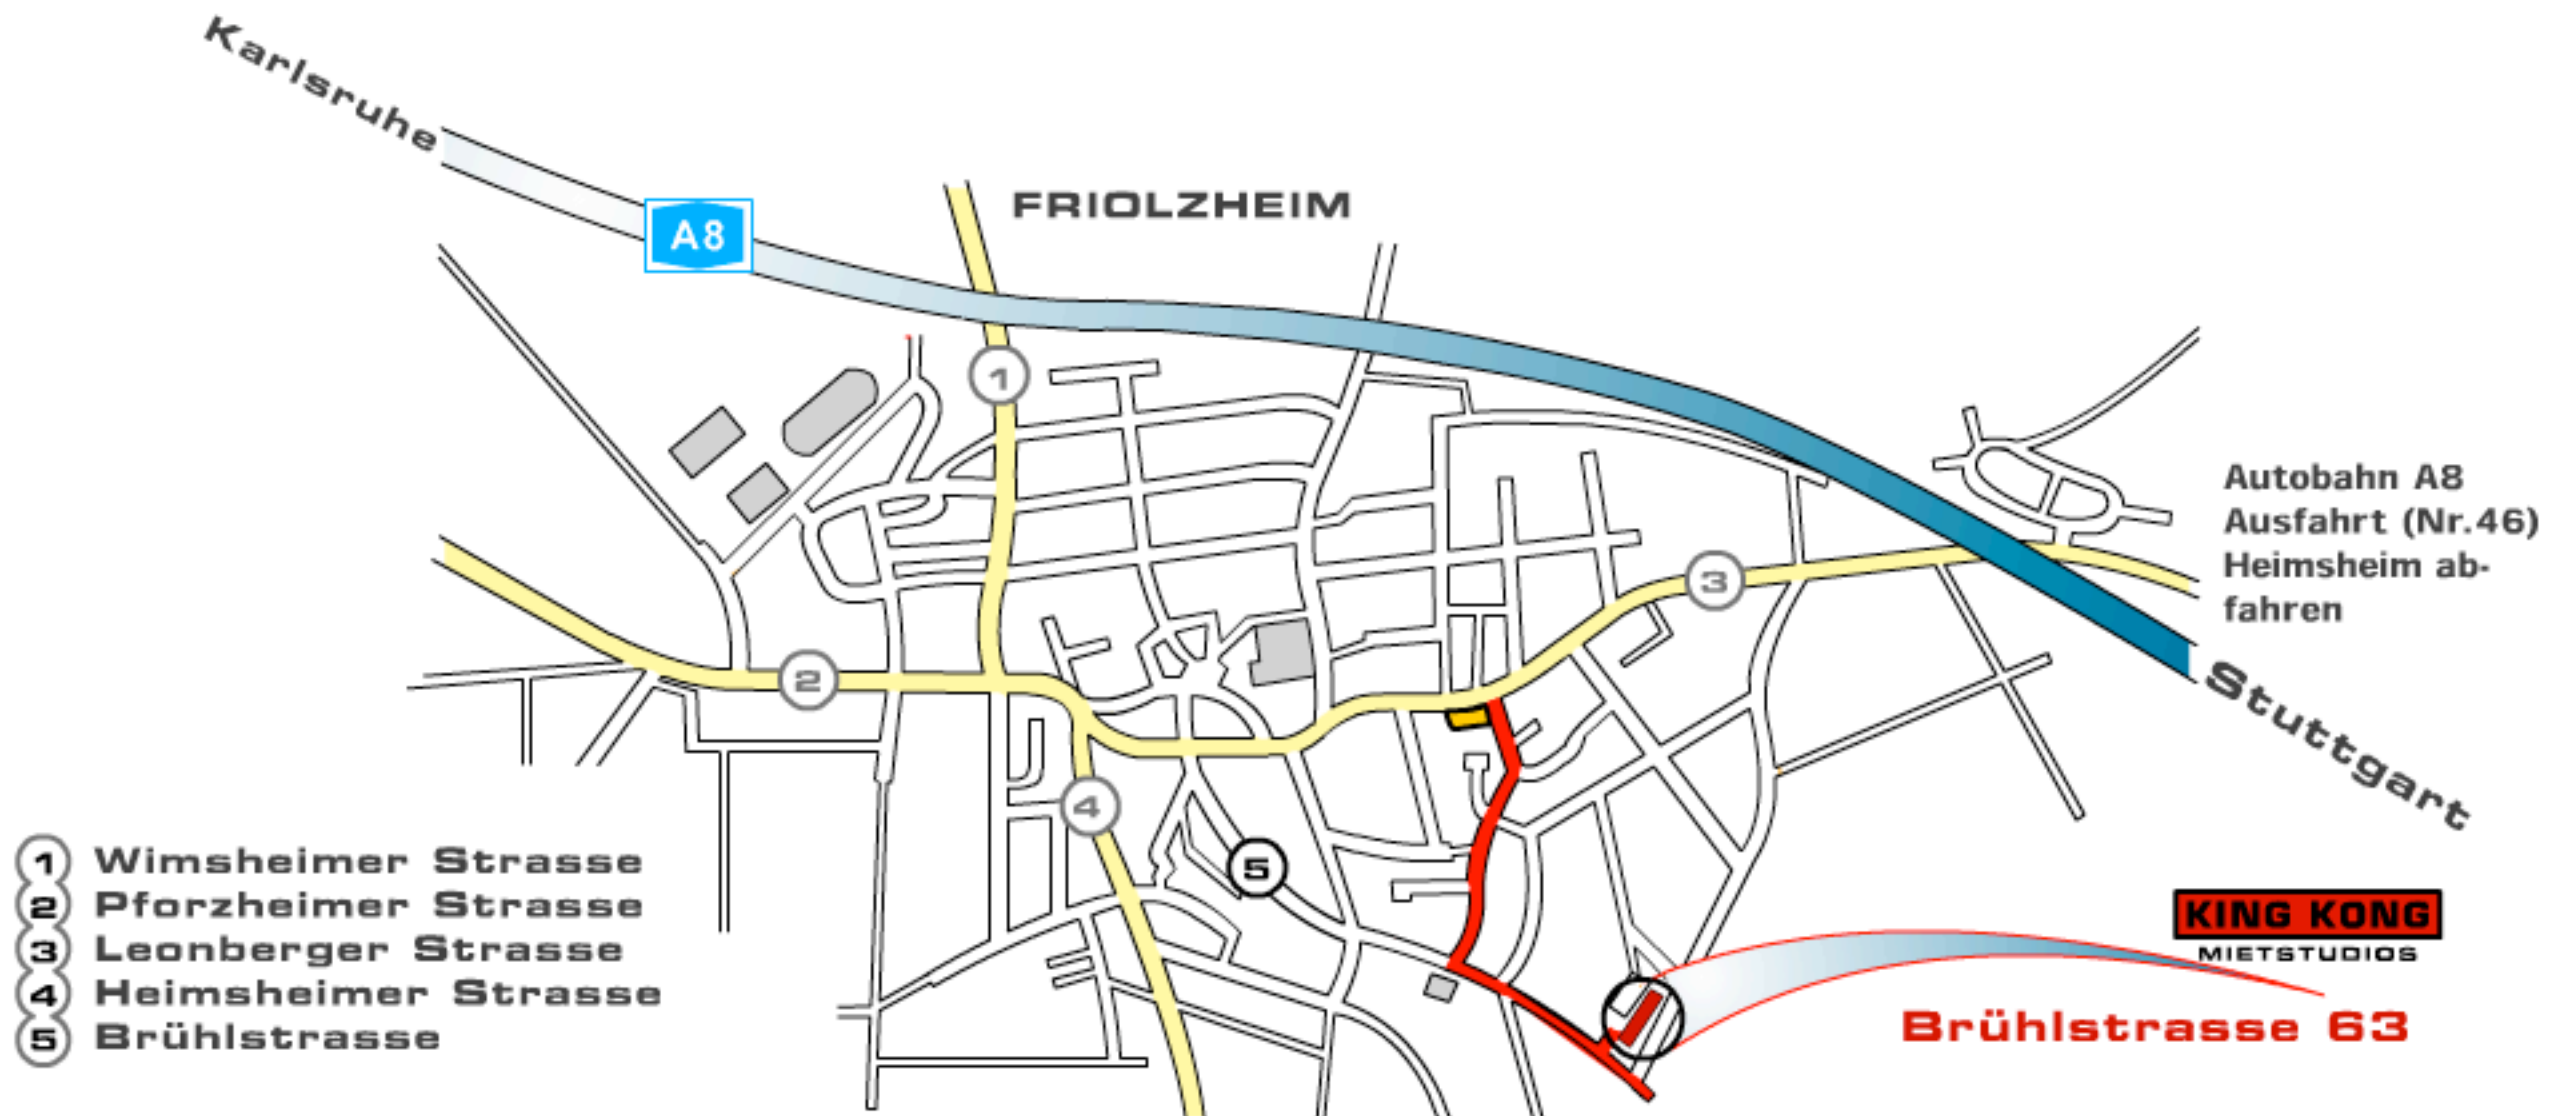 Karlsruhe
A8
FRIOLZHEIM
1
3
2
4
5
Autobahn A8
Ausfahrt (Nr.46)
Heimsheim ab-
fahren
Stuttgart
1 Wimsheimer Strasse
2 Pforzheimer Strasse
3 Leonberger Strasse
4 Heimsheimer Strasse
5 Brühlstrasse
KING KONG
MIETSTUDIOS
Brühlstrasse 63